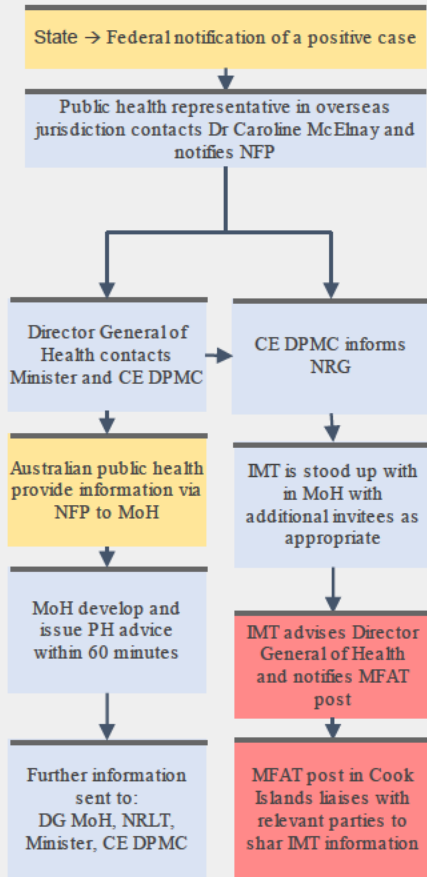 State → Federal notification of a positive case
Public health representative in overseas
jurisdiction contacts Dr Caroline McElnay and
notifies NFP
Director General of
Health contacts
Minister and CE DPMC
CE DPMC informs
NRG
Australian public health
provide information via
NFP to MoH
IMT is stood up with
in MoH with
additional invitees as
appropriate
MoH develop and
issue PH advice
within 60 minutes
IMT advises Director
General of Health
and notifies MFAT
post
Further information
sent to:
DG MoH, NRLT,
Minister, CE DPMC
MFAT post in Cook
Islands liaises with
relevant parties to
shar IMT information